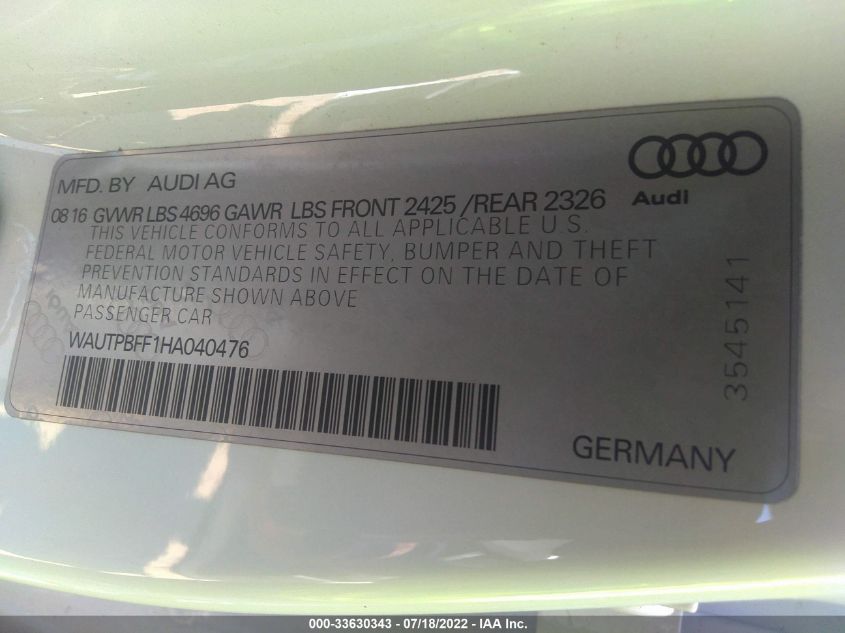 MFD. BY AUDI AG
Audi
08 16 GVWR LBS 4696 GAWR LBS FRONT 2425 /REAR 2326
THIS VEHICLE CONFORMS TO ALL APPLICABLE U.S.
FEDERAL MOTOR VEHICLE SAFETY, BUMPER AND THEFT
PREVENTION STANDARDS IN EFFECT ON THE DATE OF
MANUFACTURE SHOWN ABOVE
PASSENGER CAR
WAUTPBFF1HA040476
3545141
GERMANY
000-33630343 - 07/18/2022 - IAA Inc.